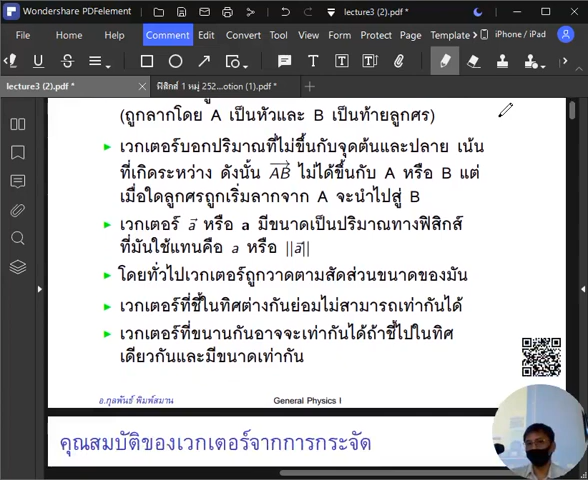 Wondershare PDFelement
lecture3 (2).pdf *
File Home Edit Comment Convert View Page Template iPhone / iPad
lecture3 (2).pdf * ฟิสิกส์ 1 หมู่ 252...otion (1).pdf *
(ถูกลากโดย A เป็นหัวและ B เป็นท้ายลูกศร)
เวกเตอร์บอกปริมาณที่ไม่ขึ้นกับจุดต้นและปลาย เน้น
ที่เกิดระหว่าง ดังนั้น AB ไม่ได้ขึ้นกับ A หรือ B แต่
เมื่อใดลูกศรถูกเริ่มลากจาก A จะนำไปสู่ B
เวกเตอร์ a⃗ หรือ a มีขนาดเป็นปริมาณทางฟิสิกส์
ที่มันใช้แทนคือ a หรือ ||a⃗||
โดยทั่วไปเวกเตอร์ถูกวาดตามสัดส่วนขนาดของมัน
เวกเตอร์ที่ชี้ในทิศต่างกันย่อมไม่สามารถเท่ากันได้
เวกเตอร์ที่ขนานกันอาจจะเท่ากันได้ถ้าชี้ไปในทิศ
เดียวกันและมีขนาดเท่ากัน
อ.กุลพันธ์ พิมพ์สมาน General Physics I
คุณสมบัติของเวกเตอร์จากการกระจัด